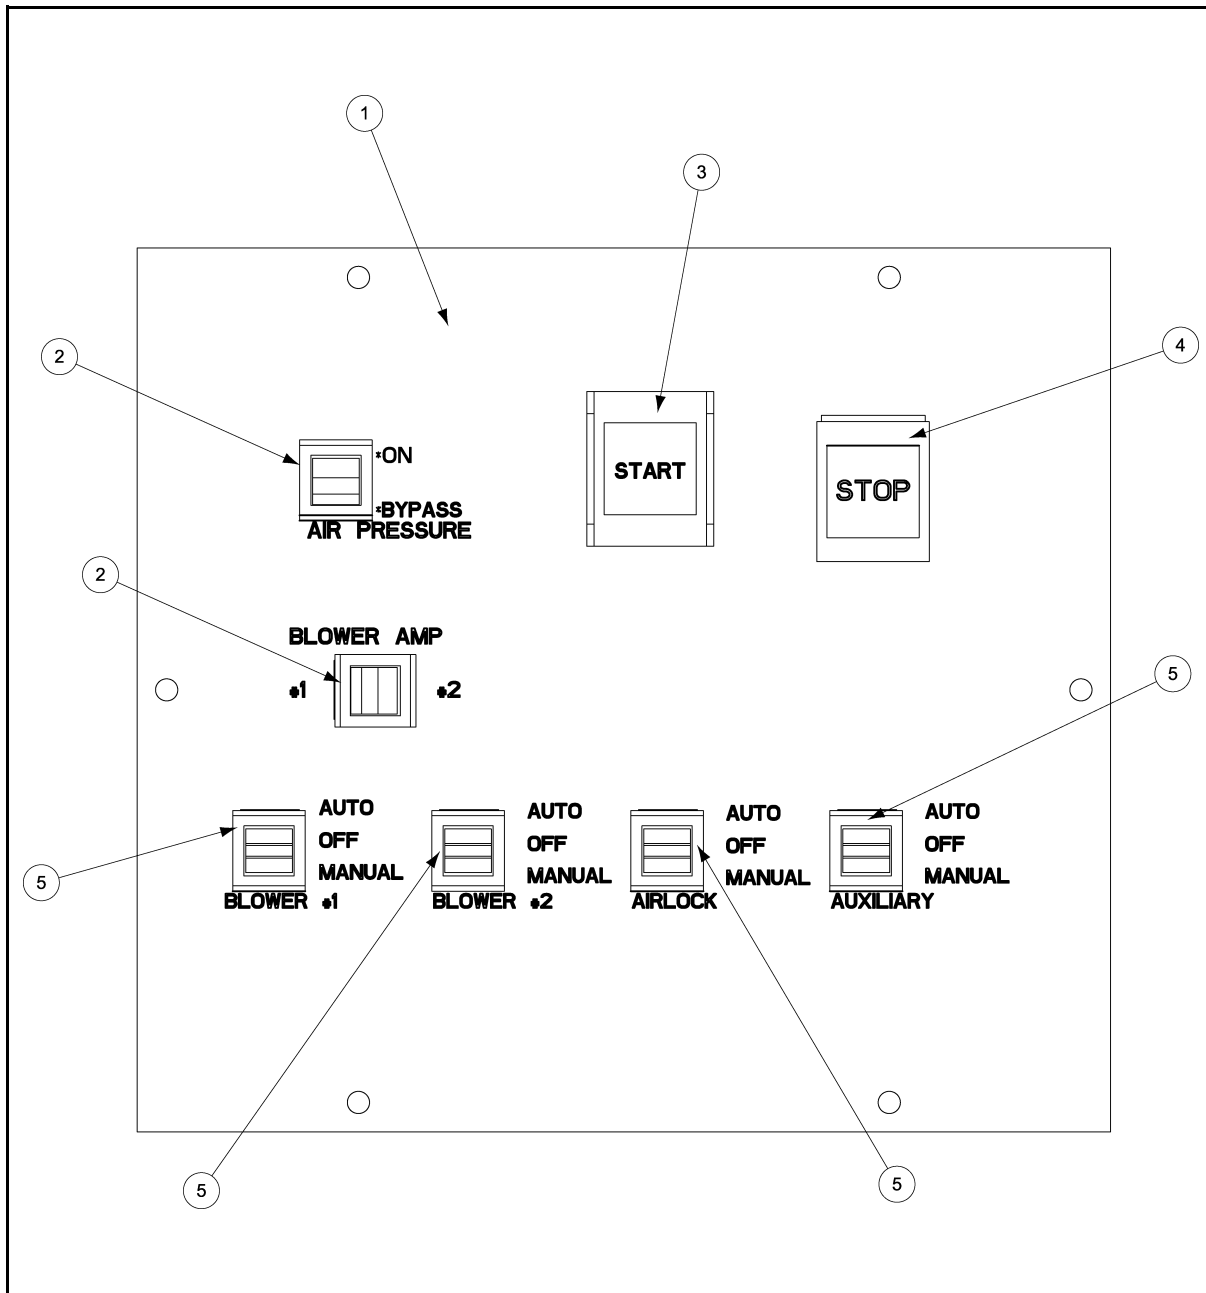 1
3
2
4
*ON
START
STOP
*BYPASS
AIR PRESSURE
2
BLOWER AMP
#1
#2
5
AUTO
OFF
MANUAL
BLOWER #1
AUTO
OFF
MANUAL
BLOWER #2
AUTO
OFF
MANUAL
AIRLOCK
AUTO
OFF
MANUAL
AUXILIARY
5
5
5